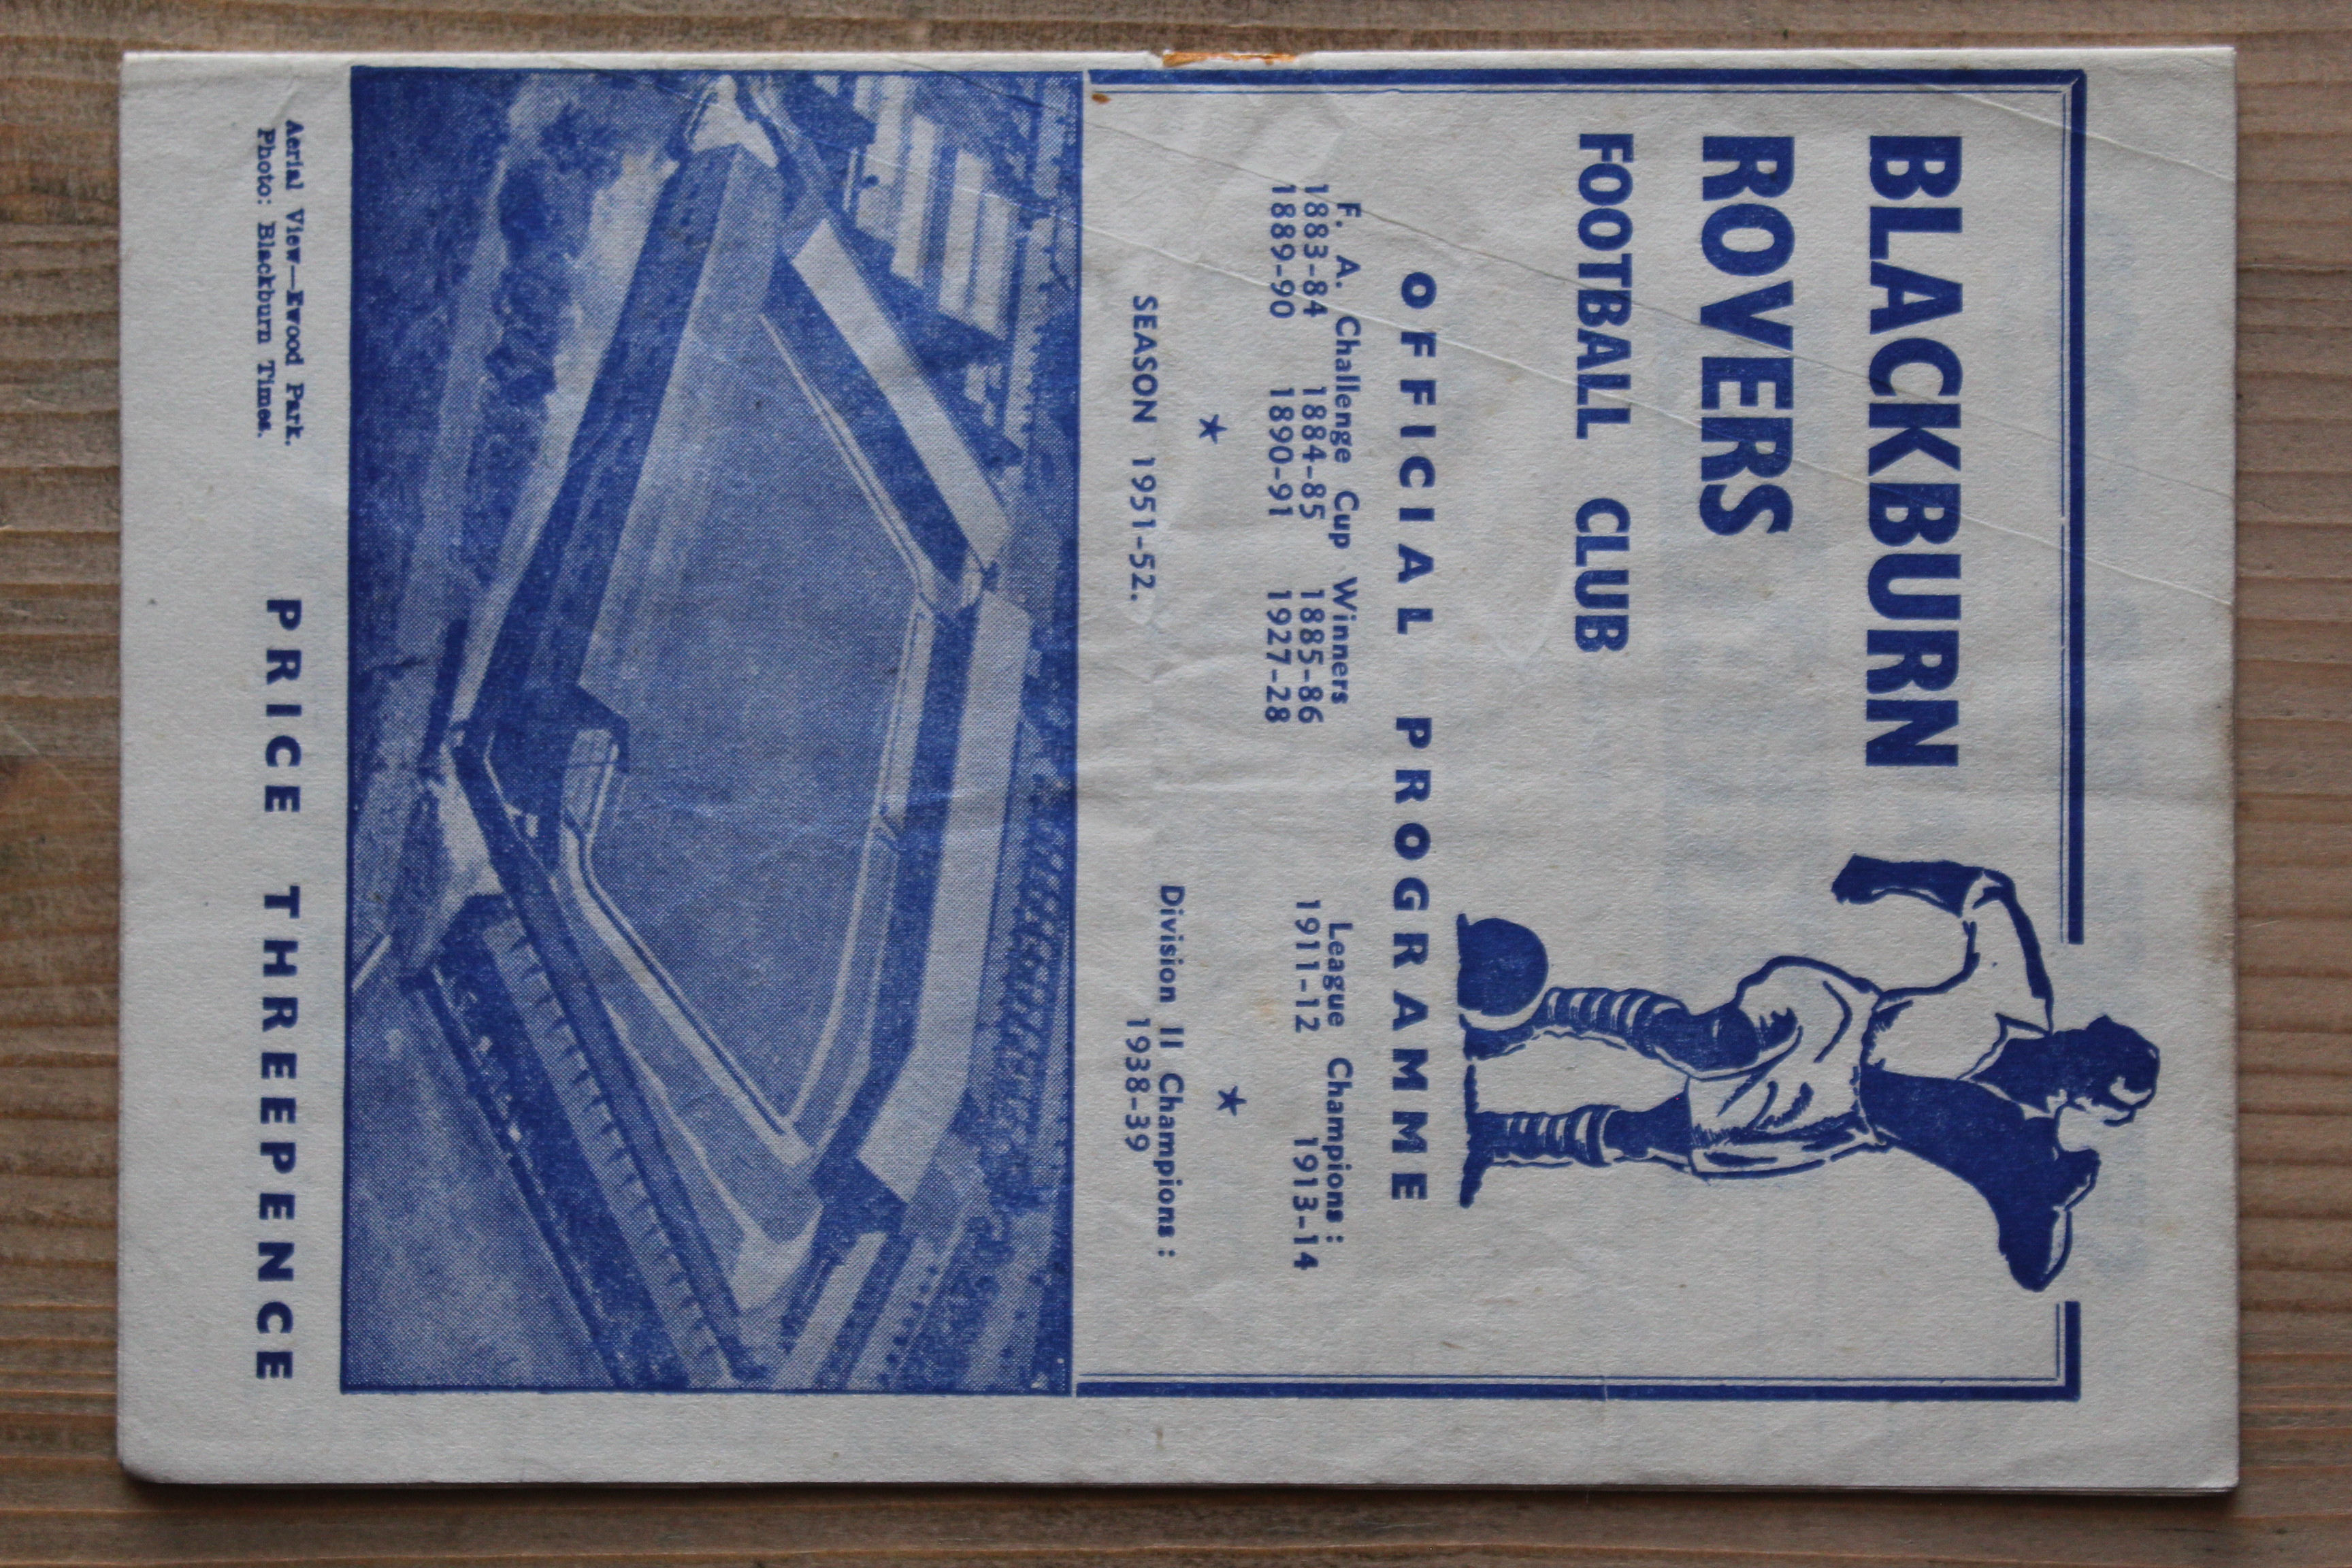 BLACKBURN
ROVERS
FOOTBALL CLUB
OFFICIAL PROGRAMME
F. A. Challenge Cup Winners
1883-84 1884-85 1885-86
1889-90 1890-91 1927-28
League Champions :
1911-12 1913-14
SEASON 1951-52.
Division II Champions :
1938-39
Aerial View—Ewood Park.
Photo: Blackburn Times.
PRICE THREEPENCE